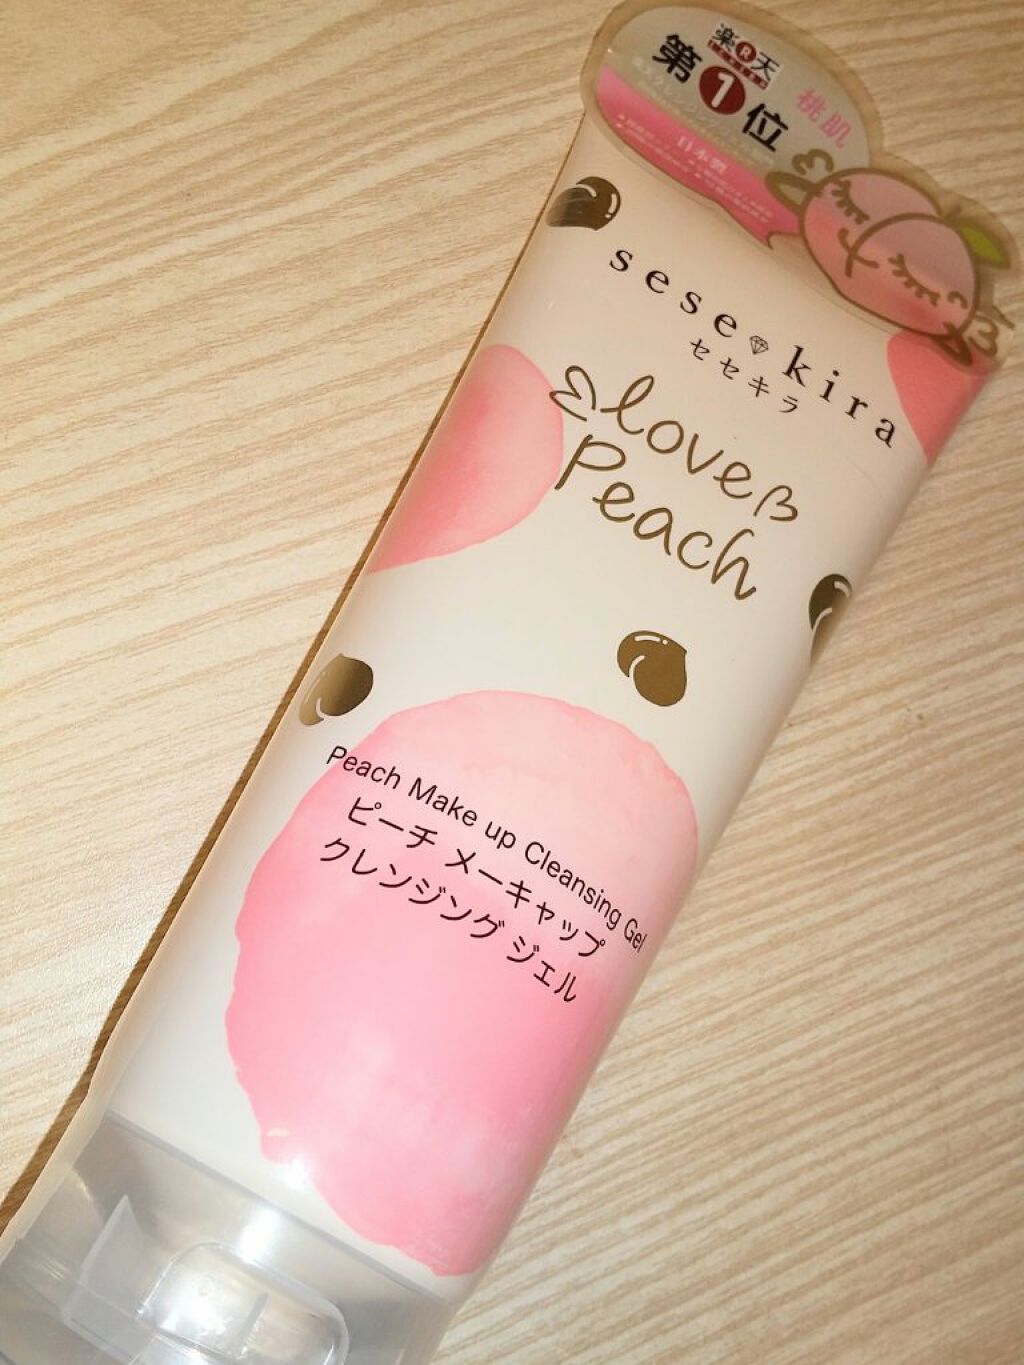 楽R天
第1位
桃肌
日本製
sese kira
セセキラ
love
Peach
Peach Make up Cleansing Gel
ピーチ メーキャップ
クレンジング ジェル